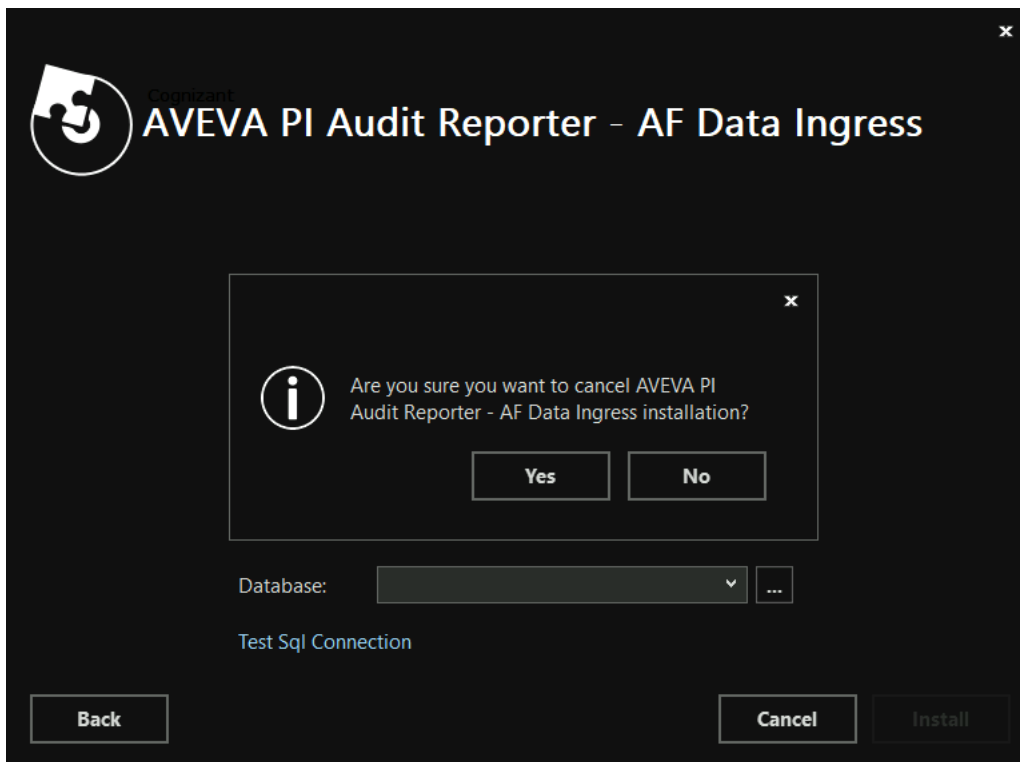 Cognizant
AVEVA PI Audit Reporter - AF Data Ingress
Are you sure you want to cancel AVEVA PI
Audit Reporter - AF Data Ingress installation?
Yes No
Database: ...
Test Sql Connection
Back Cancel Install